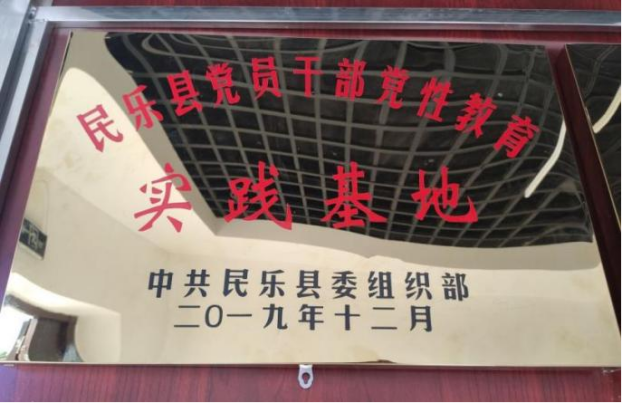 民乐县党员干部党性教育
实践基地
中共民乐县委组织部
二〇一九年十二月